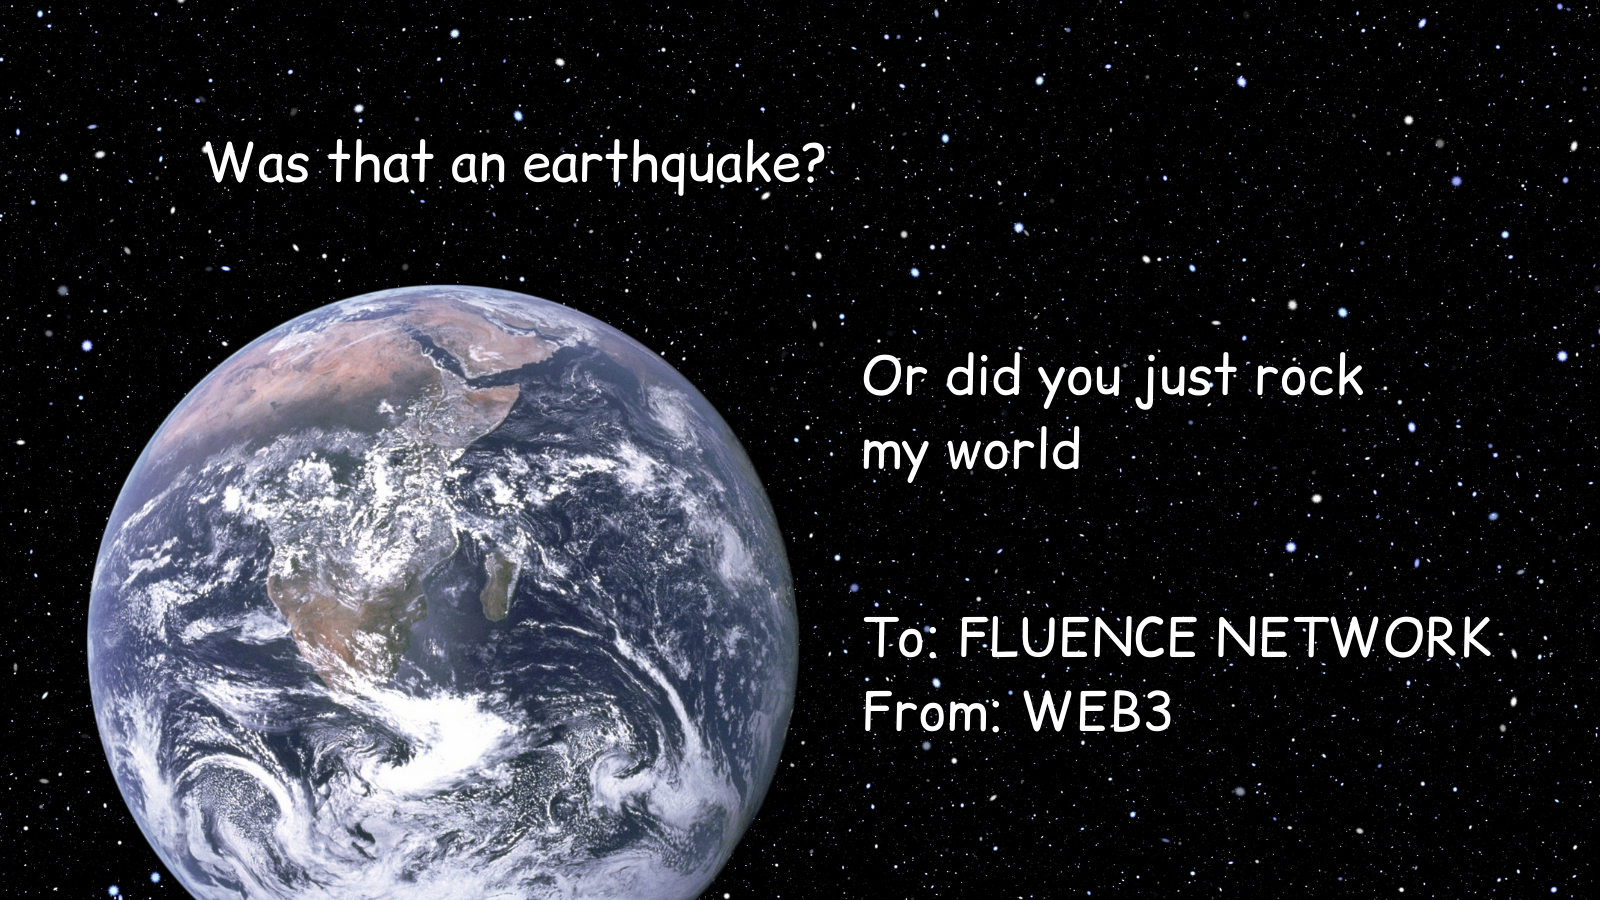 Was that an earthquake?
Or did you just rock
my world
To: FLUENCE NETWORK
From: WEB3